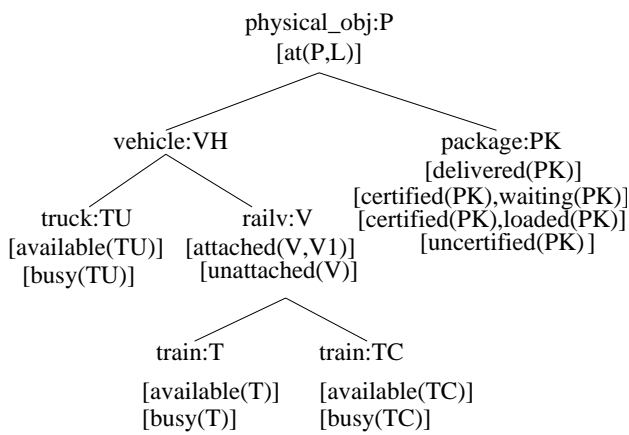 physical_obj:P
[at(P,L)]
vehicle:VH
package:PK
[delivered(PK)]
[certified(PK),waiting(PK)]
[certified(PK),loaded(PK)]
[uncertified(PK) ]
truck:TU
[available(TU)]
[busy(TU)]
railv:V
[attached(V,V1)]
[unattached(V)]
train:T
[available(T)]
[busy(T)]
train:TC
[available(TC)]
[busy(TC)]